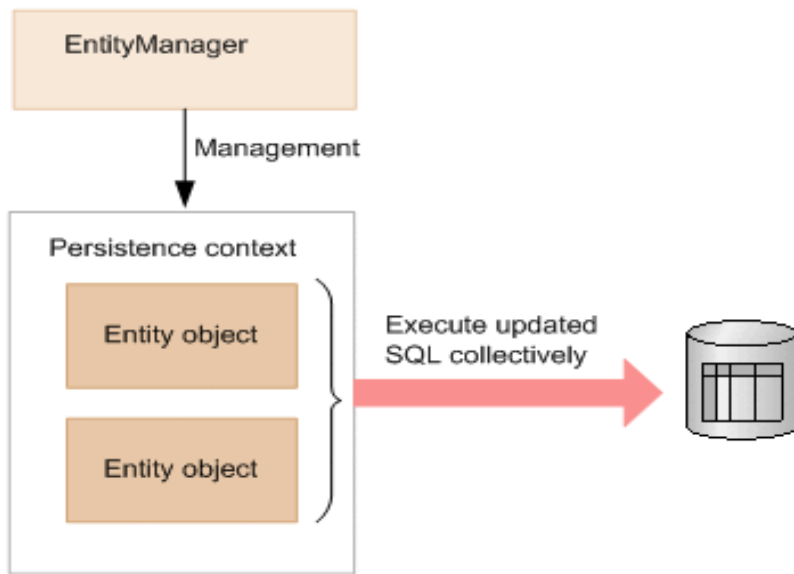 EntityManager
Management
Persistence context
Entity object
Entity object
Execute updated
SQL collectively